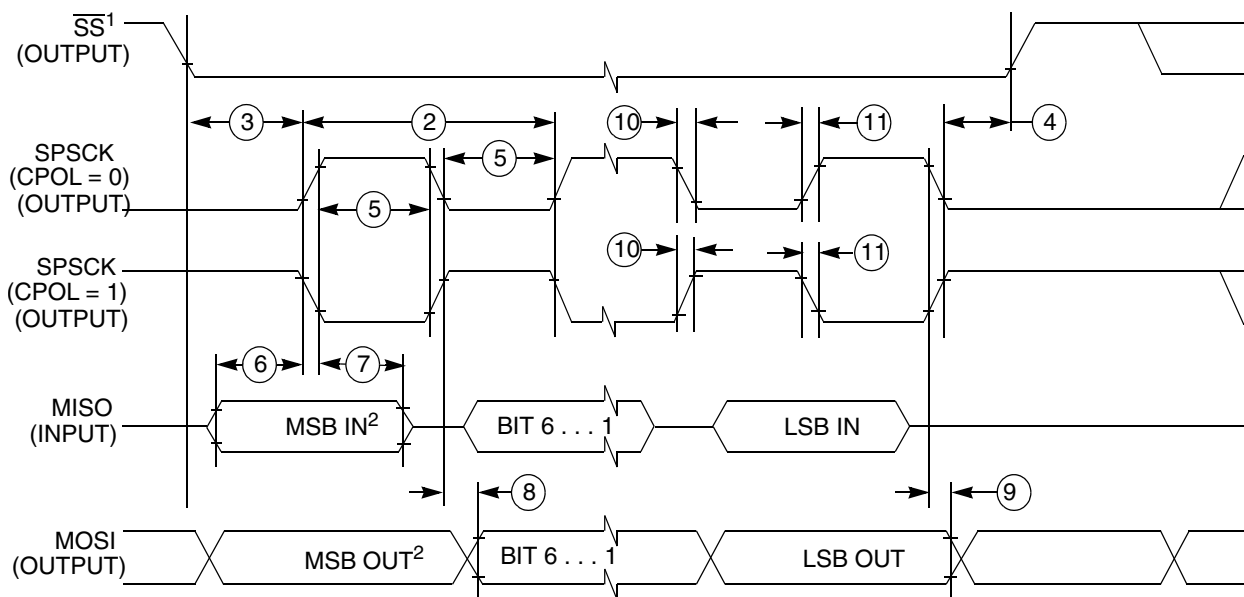 SS¹
(OUTPUT)
3
2
10
11
4
SPSCK
(CPOL = 0)
(OUTPUT)
5
5
SPSCK
(CPOL = 1)
(OUTPUT)
10
11
6
7
MISO
(INPUT)
MSB IN²
BIT 6 . . . 1
LSB IN
8
9
MOSI
(OUTPUT)
MSB OUT²
BIT 6 . . . 1
LSB OUT